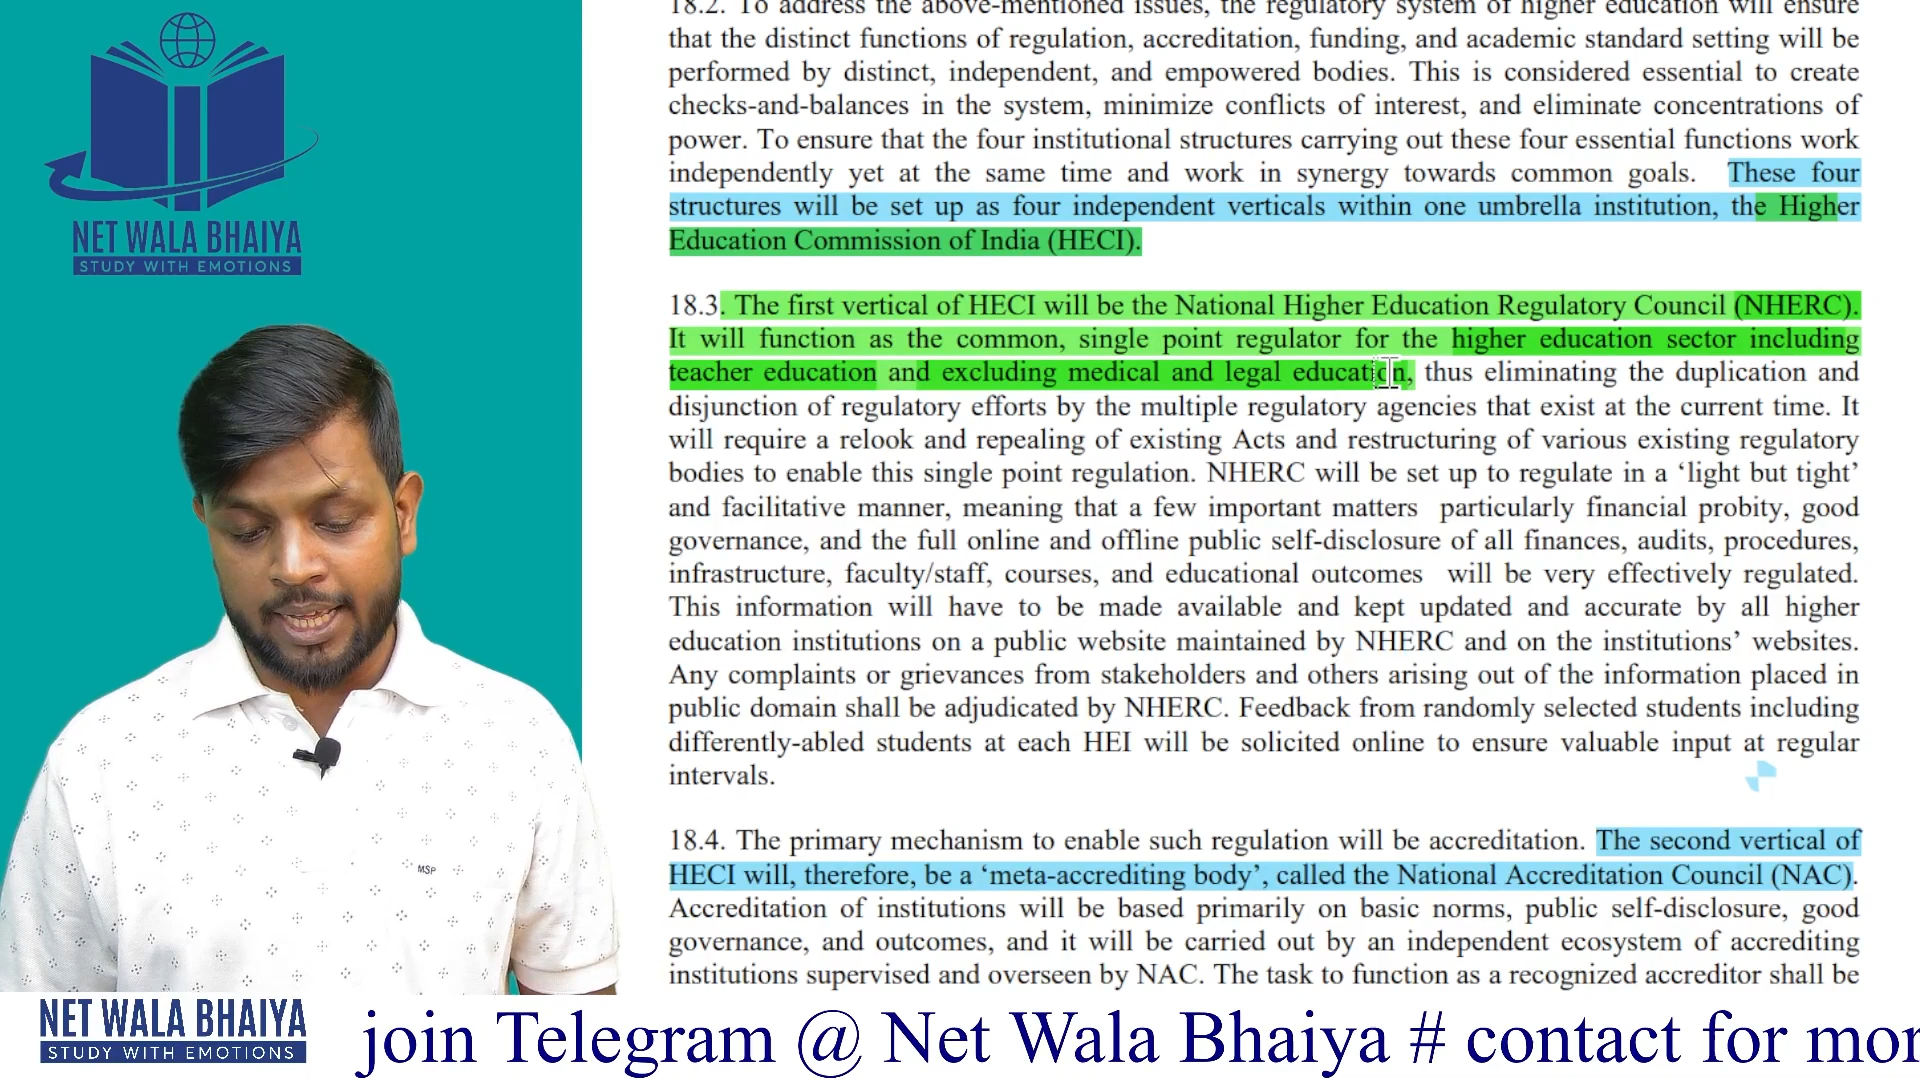 NET WALA BHAIYA
STUDY WITH EMOTIONS
18.2. To address the above-mentioned issues, the regulatory system of higher education will ensure
that the distinct functions of regulation, accreditation, funding, and academic standard setting will be
performed by distinct, independent, and empowered bodies. This is considered essential to create
checks-and-balances in the system, minimize conflicts of interest, and eliminate concentrations of
power. To ensure that the four institutional structures carrying out these four essential functions work
independently yet at the same time and work in synergy towards common goals. These four
structures will be set up as four independent verticals within one umbrella institution, the Higher
Education Commission of India (HECI).
18.3. The first vertical of HECI will be the National Higher Education Regulatory Council (NHERC).
It will function as the common, single point regulator for the higher education sector including
teacher education and excluding medical and legal education, thus eliminating the duplication and
disjunction of regulatory efforts by the multiple regulatory agencies that exist at the current time. It
will require a relook and repealing of existing Acts and restructuring of various existing regulatory
bodies to enable this single point regulation. NHERC will be set up to regulate in a ‘light but tight’
and facilitative manner, meaning that a few important matters particularly financial probity, good
governance, and the full online and offline public self-disclosure of all finances, audits, procedures,
infrastructure, faculty/staff, courses, and educational outcomes will be very effectively regulated.
This information will have to be made available and kept updated and accurate by all higher
education institutions on a public website maintained by NHERC and on the institutions’ websites.
Any complaints or grievances from stakeholders and others arising out of the information placed in
public domain shall be adjudicated by NHERC. Feedback from randomly selected students including
differently-abled students at each HEI will be solicited online to ensure valuable input at regular
intervals.
18.4. The primary mechanism to enable such regulation will be accreditation. The second vertical of
HECI will, therefore, be a ‘meta-accrediting body’, called the National Accreditation Council (NAC).
Accreditation of institutions will be based primarily on basic norms, public self-disclosure, good
governance, and outcomes, and it will be carried out by an independent ecosystem of accrediting
institutions supervised and overseen by NAC. The task to function as a recognized accreditor shall be
MSP
NET WALA BHAIYA
STUDY WITH EMOTIONS
join Telegram @ Net Wala Bhaiya # contact for mor